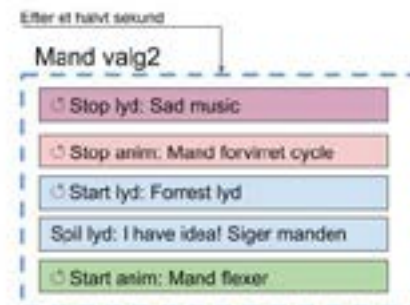 Efter et halvt sekund
Mand valg2
Stop lyd: Sad music
Stop anim: Mand forvirret cycle
Start lyd: Forrest lyd
Spil lyd: I have idea! Siger manden
Start anim: Mand flexer